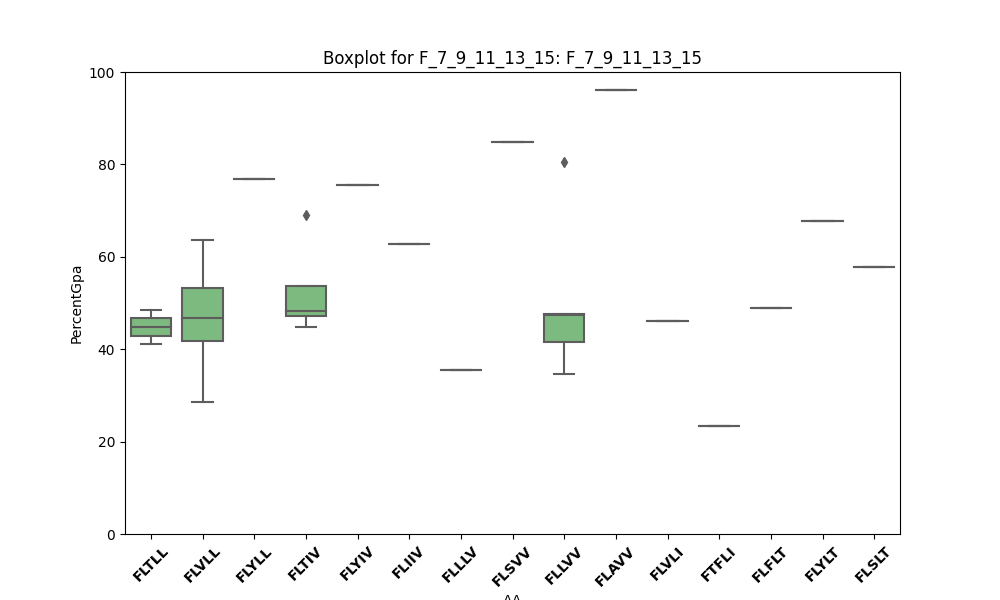 Boxplot for F_7_9_11_13_15: F_7_9_11_13_15
100
80
60
40
20
0
PercentGpa
FLTLL
FLVLL
FLYLL
FLTIV
FLYIV
FLIIV
FLLLV
FLSVV
FLLVV
FLAVV
FLVLI
FTFLI
FLFLT
FLYLT
FLSLT
AA